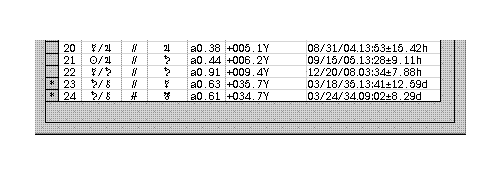 20 ☿/♃ // ♃ a0.38 +005.1Y 08/31/04.13:53±15.42h
21 ☉/♃ // ♄ a0.44 +006.2Y 09/15/05.13:28±9.11h
22 ☿/♄ // ♄ a0.91 +009.4Y 12/20/08.03:34±7.88h
* 23 // ♄ a0.63 +035.7Y 03/18/35.13:41±12.59d
* 24 # a0.61 +034.7Y 03/24/34.09:02±8.29d